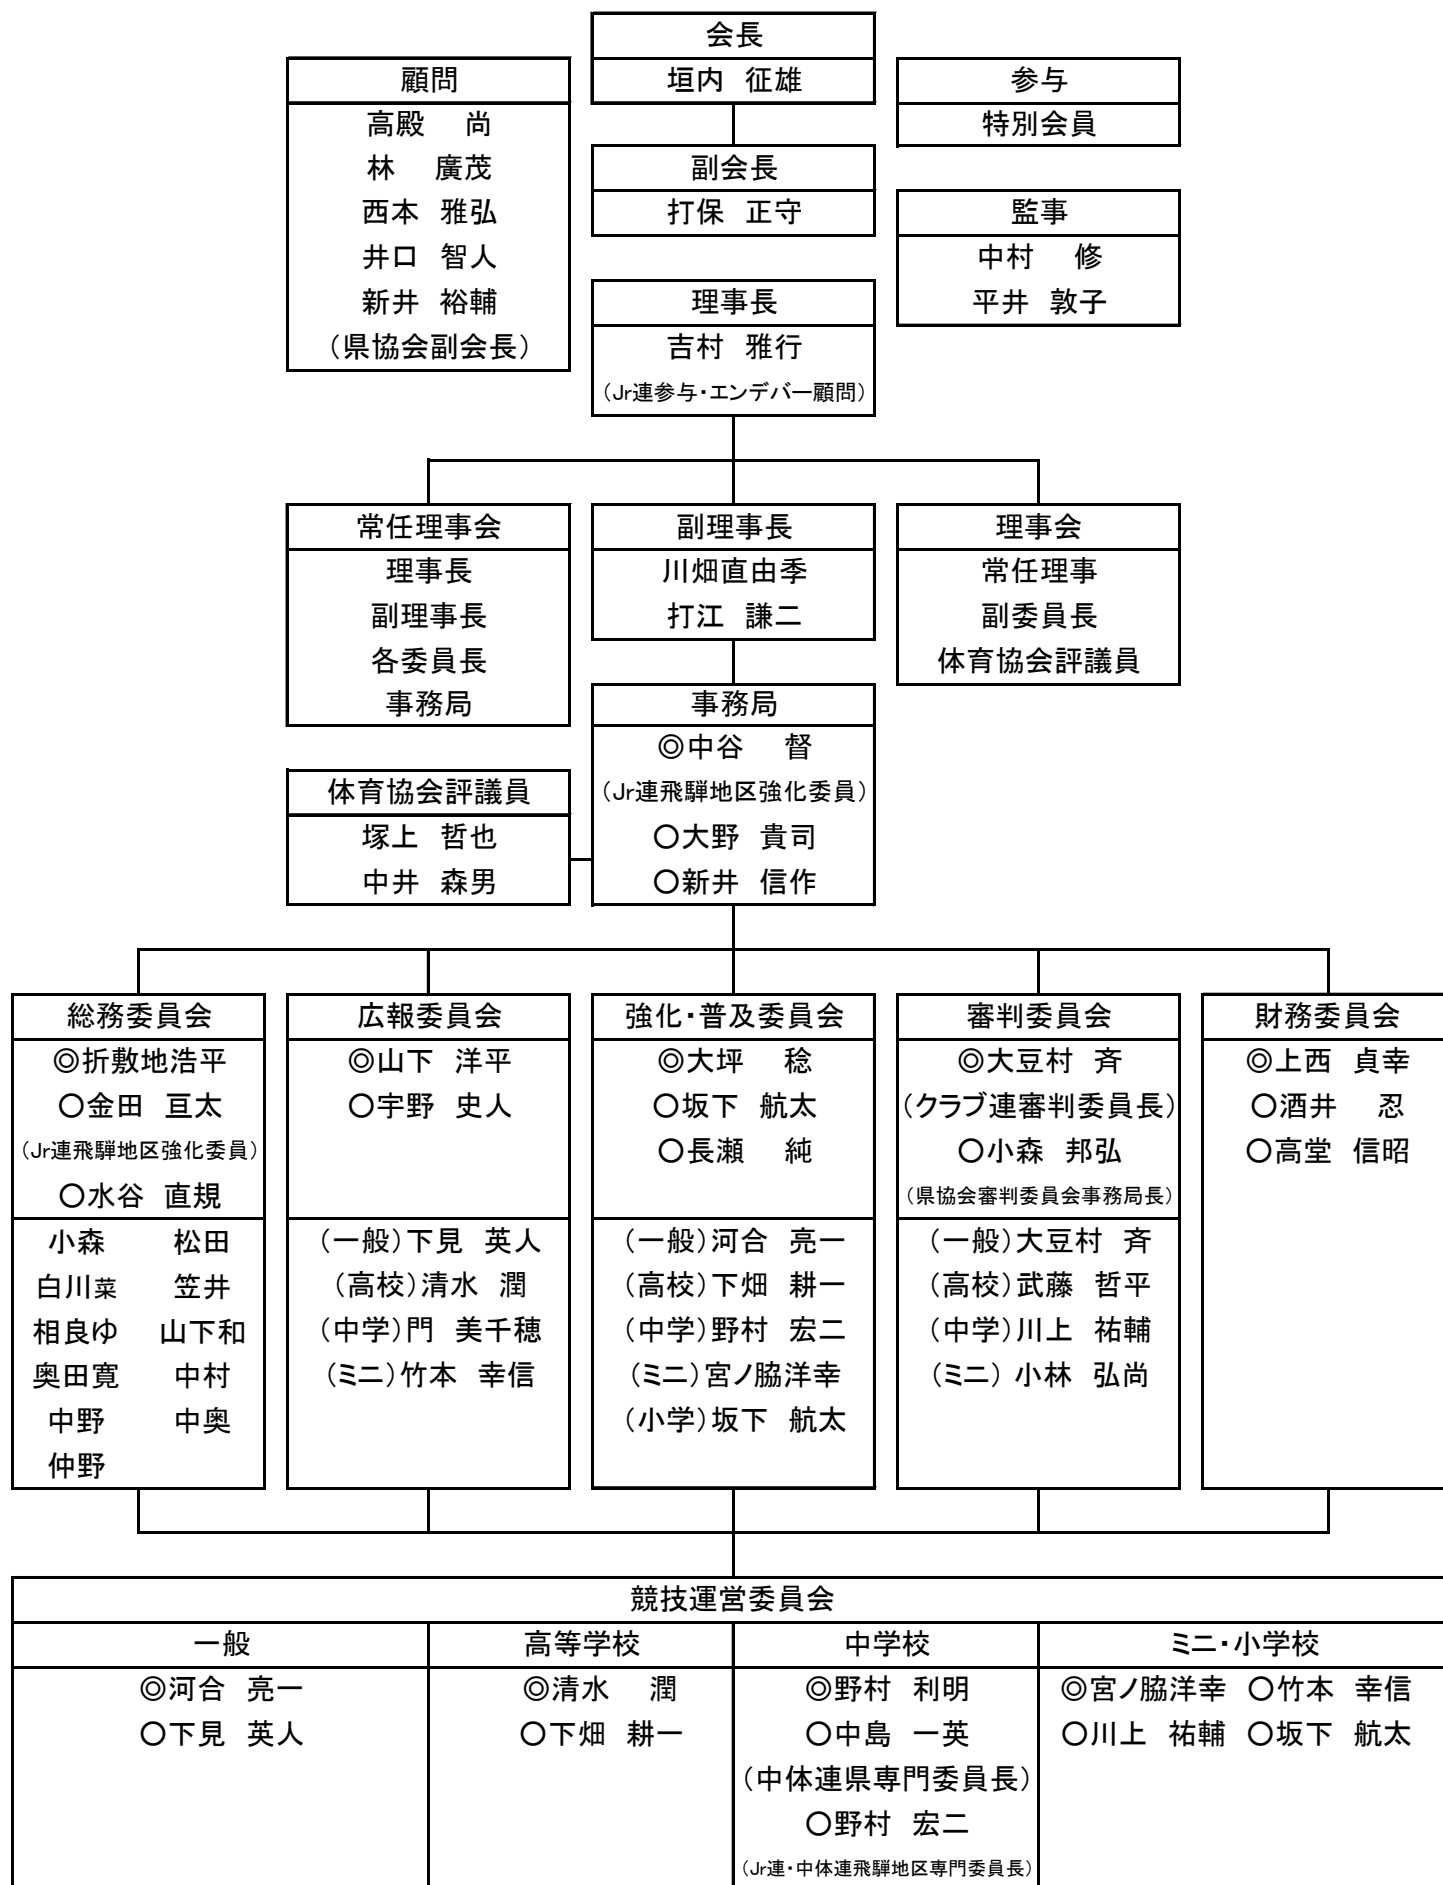 会長
垣内 征雄
顧問
高殿 尚
林 廣茂
西本 雅弘
井口 智人
新井 裕輔
（県協会副会長）
参与
特別会員
副会長
打保 正守
監事
中村 修
平井 敦子
理事長
吉村 雅行
（Jr連参与・エンデバー顧問）
常任理事会
理事長
副理事長
各委員長
事務局
副理事長
川畑直由季
打江 謙二
理事会
常任理事
副委員長
体育協会評議員
事務局
◎中谷 督
（Jr連飛騨地区強化委員）
〇大野 貴司
〇新井 信作
体育協会評議員
塚上 哲也
中井 森男
総務委員会
◎折敷地浩平
〇金田 亘太
（Jr連飛騨地区強化委員）
〇水谷 直規
小森 松田
白川菜 笠井
相良ゆ 山下和
奥田寛 中村
中野 中奥
仲野
広報委員会
◎山下 洋平
〇宇野 史人
（一般）下見 英人
（高校）清水 潤
（中学）門 美千穂
（ミニ）竹本 幸信
強化・普及委員会
◎大坪 稔
〇坂下 航太
〇長瀬 純
（一般）河合 亮一
（高校）下畑 耕一
（中学）野村 宏二
（ミニ）宮ノ脇洋幸
（小学）坂下 航太
審判委員会
◎大豆村 斉
（クラブ連審判委員長）
〇小森 邦弘
（県協会審判委員会事務局長）
（一般）大豆村 斉
（高校）武藤 哲平
（中学）川上 祐輔
（ミニ） 小林 弘尚
財務委員会
◎上西 貞幸
〇酒井 忍
〇高堂 信昭
競技運営委員会
一般
◎河合 亮一
〇下見 英人
高等学校
◎清水 潤
〇下畑 耕一
中学校
◎野村 利明
〇中島 一英
（中体連県専門委員長）
〇野村 宏二
（Jr連・中体連飛騨地区専門委員長）
ミニ・小学校
◎宮ノ脇洋幸 〇竹本 幸信
〇川上 祐輔 〇坂下 航太